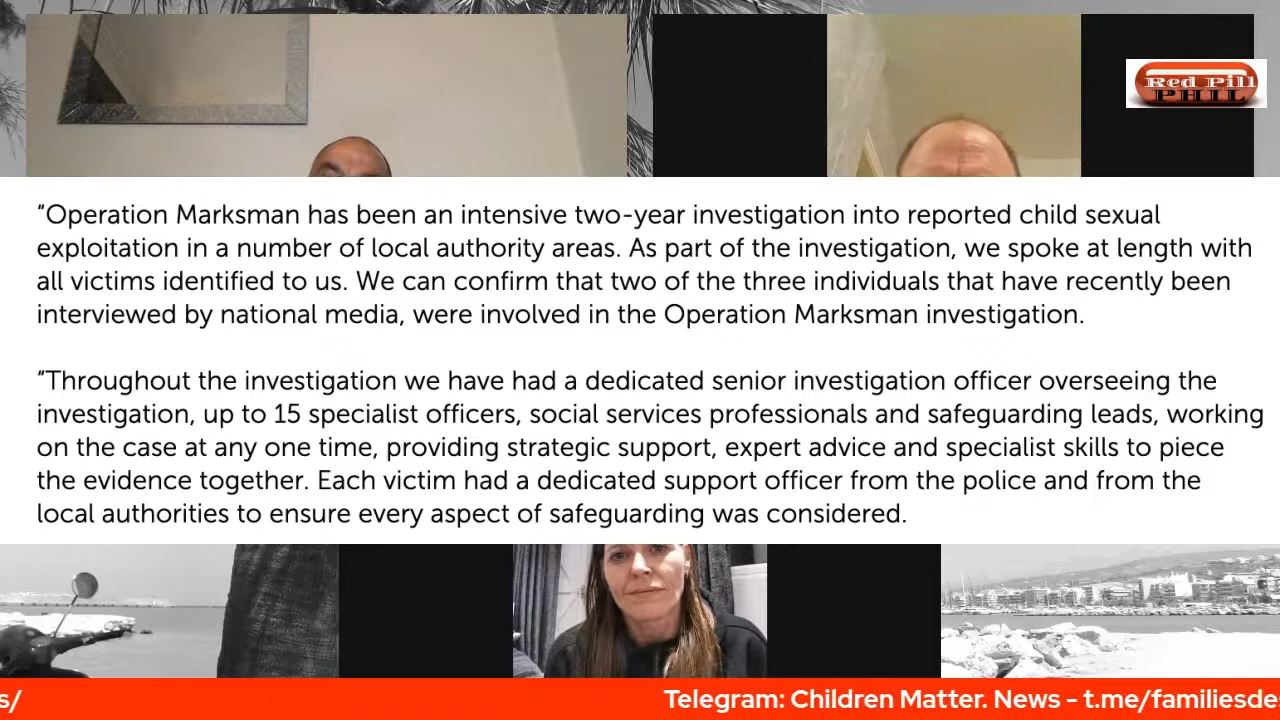 Red Pill
PHIL
“Operation Marksman has been an intensive two-year investigation into reported child sexual
exploitation in a number of local authority areas. As part of the investigation, we spoke at length with
all victims identified to us. We can confirm that two of the three individuals that have recently been
interviewed by national media, were involved in the Operation Marksman investigation.
“Throughout the investigation we have had a dedicated senior investigation officer overseeing the
investigation, up to 15 specialist officers, social services professionals and safeguarding leads, working
on the case at any one time, providing strategic support, expert advice and specialist skills to piece
the evidence together. Each victim had a dedicated support officer from the police and from the
local authorities to ensure every aspect of safeguarding was considered.
s/ Telegram: Children Matter. News - t.me/familiesde